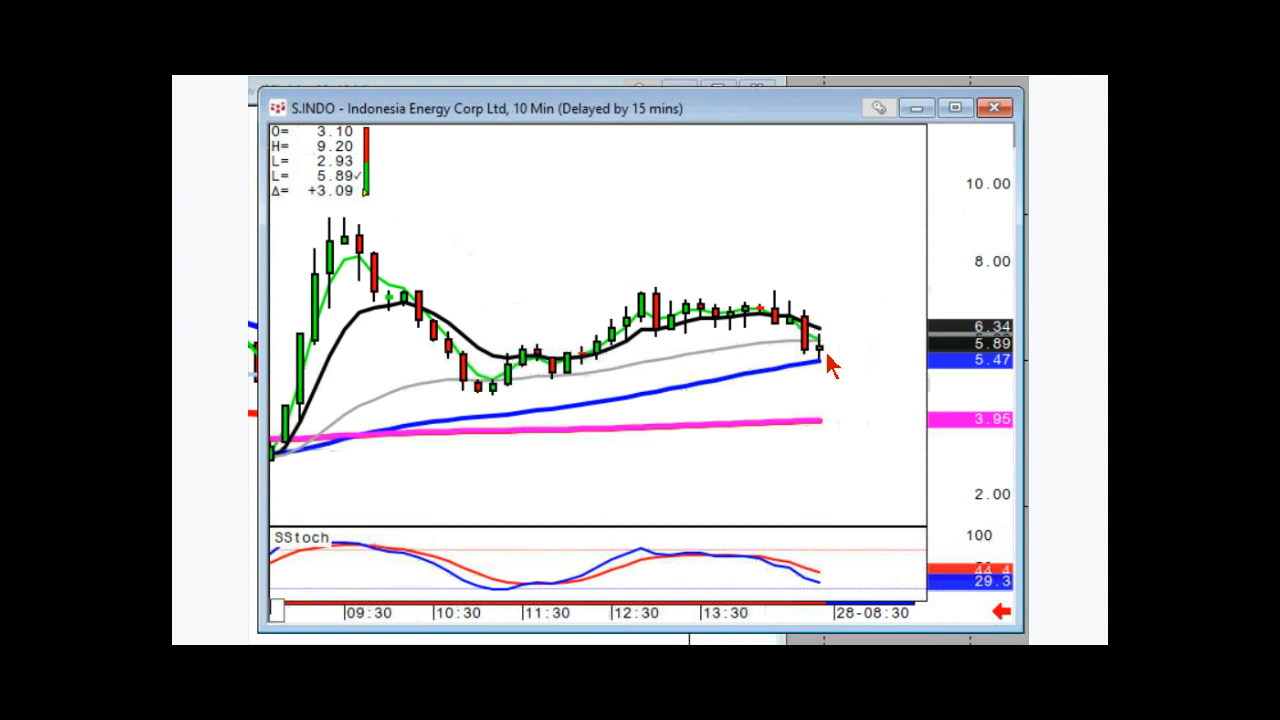 S.INDO - Indonesia Energy Corp Ltd, 10 Min (Delayed by 15 mins)
O= 3.10
H= 9.20
L= 2.93
L= 5.89✓
Δ= +3.09
10.00
8.00
6.34
5.89
5.47
3.95
2.00
SStoch
100
44.4
29.3
09:30 10:30 11:30 12:30 13:30 28-08:30